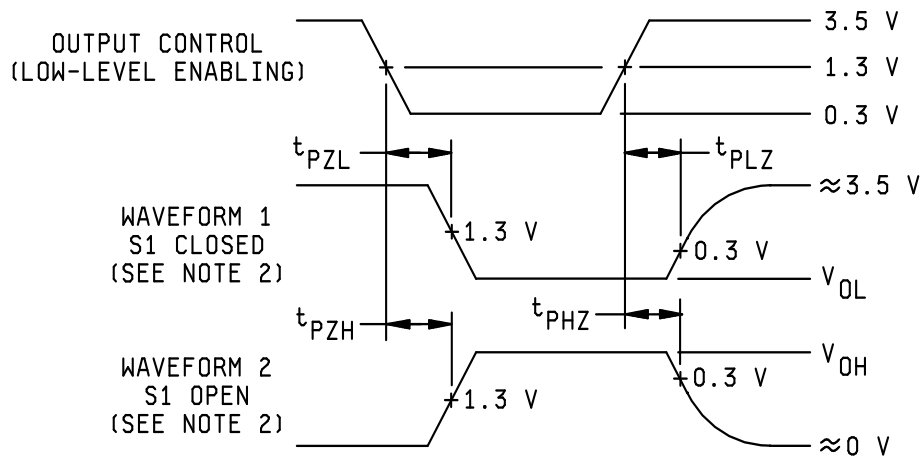 3.5 V
OUTPUT CONTROL
(LOW-LEVEL ENABLING)
1.3 V
0.3 V
tPZL
tPLZ
≈3.5 V
WAVEFORM 1
S1 CLOSED
(SEE NOTE 2)
1.3 V
0.3 V
VOL
tPZH
tPHZ
WAVEFORM 2
S1 OPEN
(SEE NOTE 2)
VOH
0.3 V
1.3 V
≈0 V